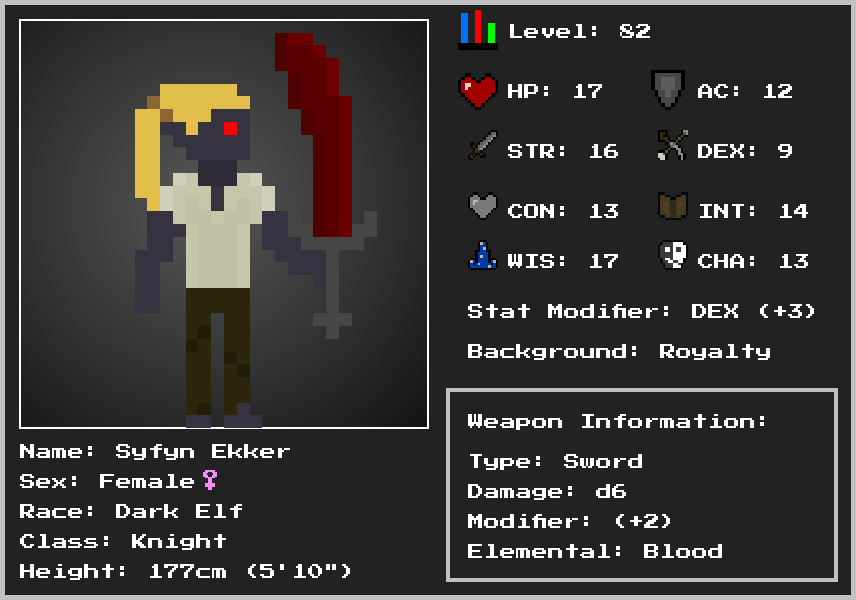 Level: 82
HP: 17
AC: 12
STR: 16
DEX: 9
CON: 13
INT: 14
WIS: 17
CHA: 13
Stat Modifier: DEX (+3)
Background: Royalty
Weapon Information:
Type: Sword
Damage: d6
Modifier: (+2)
Elemental: Blood
Name: Syfyn Ekker
Sex: Female♀
Race: Dark Elf
Class: Knight
Height: 177cm (5'10")